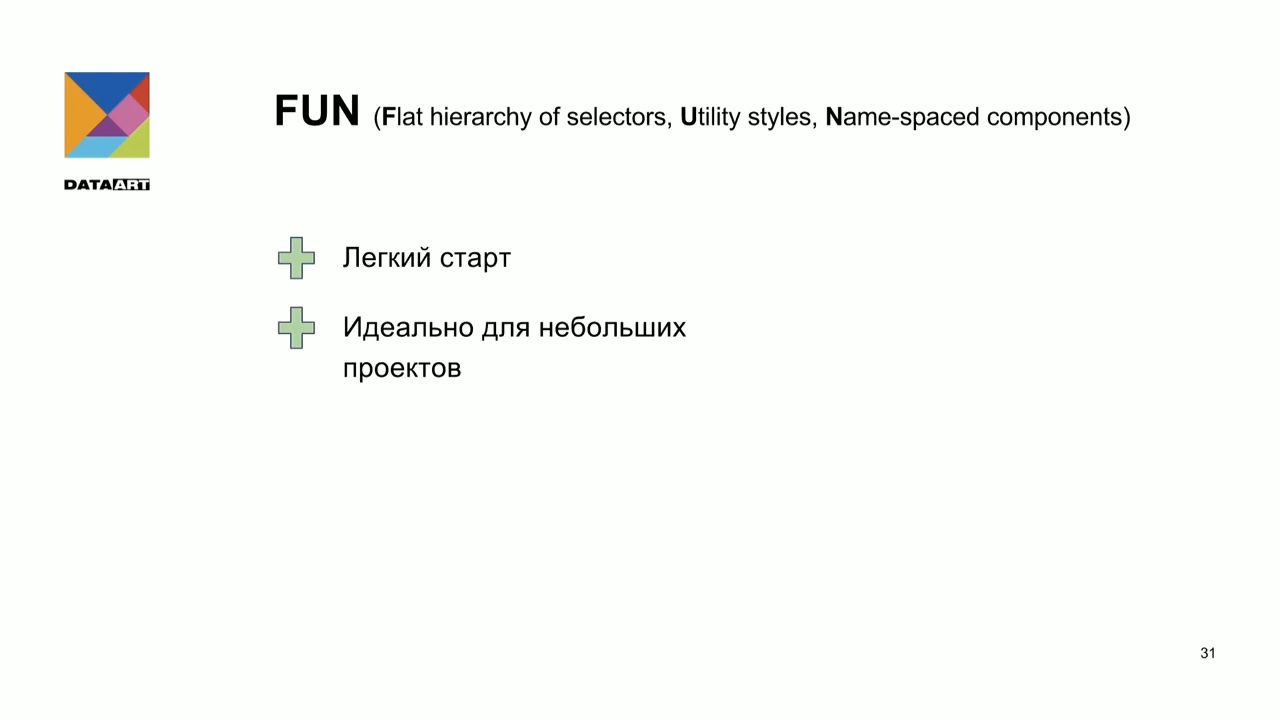 FUN (Flat hierarchy of selectors, Utility styles, Name-spaced components)
DATAART
Легкий старт
Идеально для небольших
проектов
31